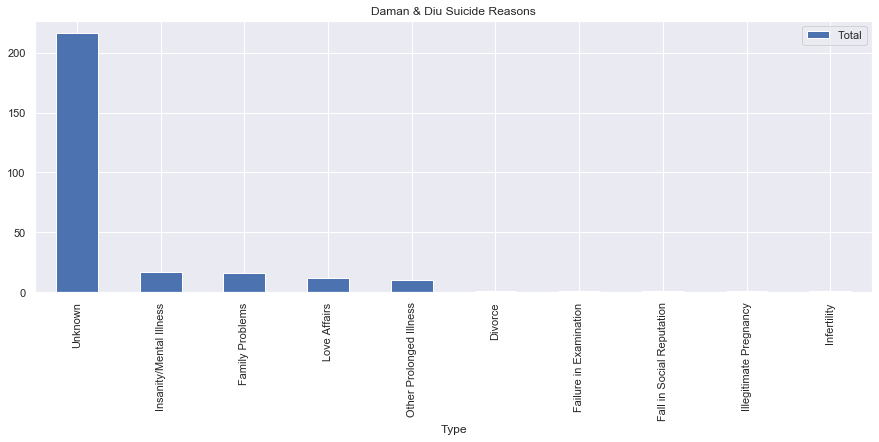 Daman & Diu Suicide Reasons
Total
200
150
100
50
0
Unknown
Insanity/Mental Illness
Family Problems
Love Affairs
Other Prolonged Illness
Divorce
Failure in Examination
Fall in Social Reputation
Illegitimate Pregnancy
Infertility
Type